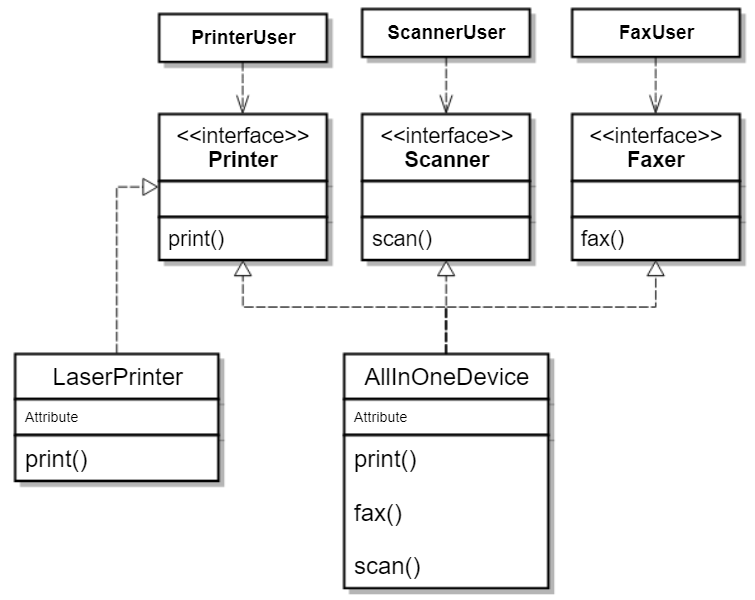 PrinterUser
ScannerUser
FaxUser
<<interface>>
Printer
print()
<<interface>>
Scanner
scan()
<<interface>>
Faxer
fax()
LaserPrinter
Attribute
print()
AllInOneDevice
Attribute
print()
fax()
scan()